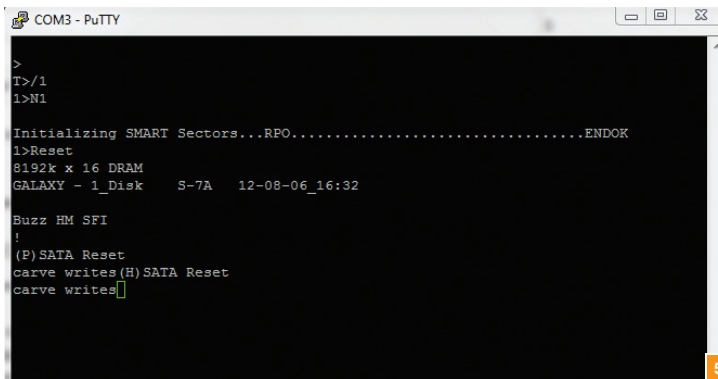 COM3 - PuTTY
>
T>/1
1>N1
Initializing SMART Sectors...RPO..................................ENDOK
1>Reset
8192k x 16 DRAM
GALAXY - 1_Disk    S-7A   12-08-06_16:32
Buzz HM SFI
!
(P)SATA Reset
carve writes(H)SATA Reset
carve writes
5